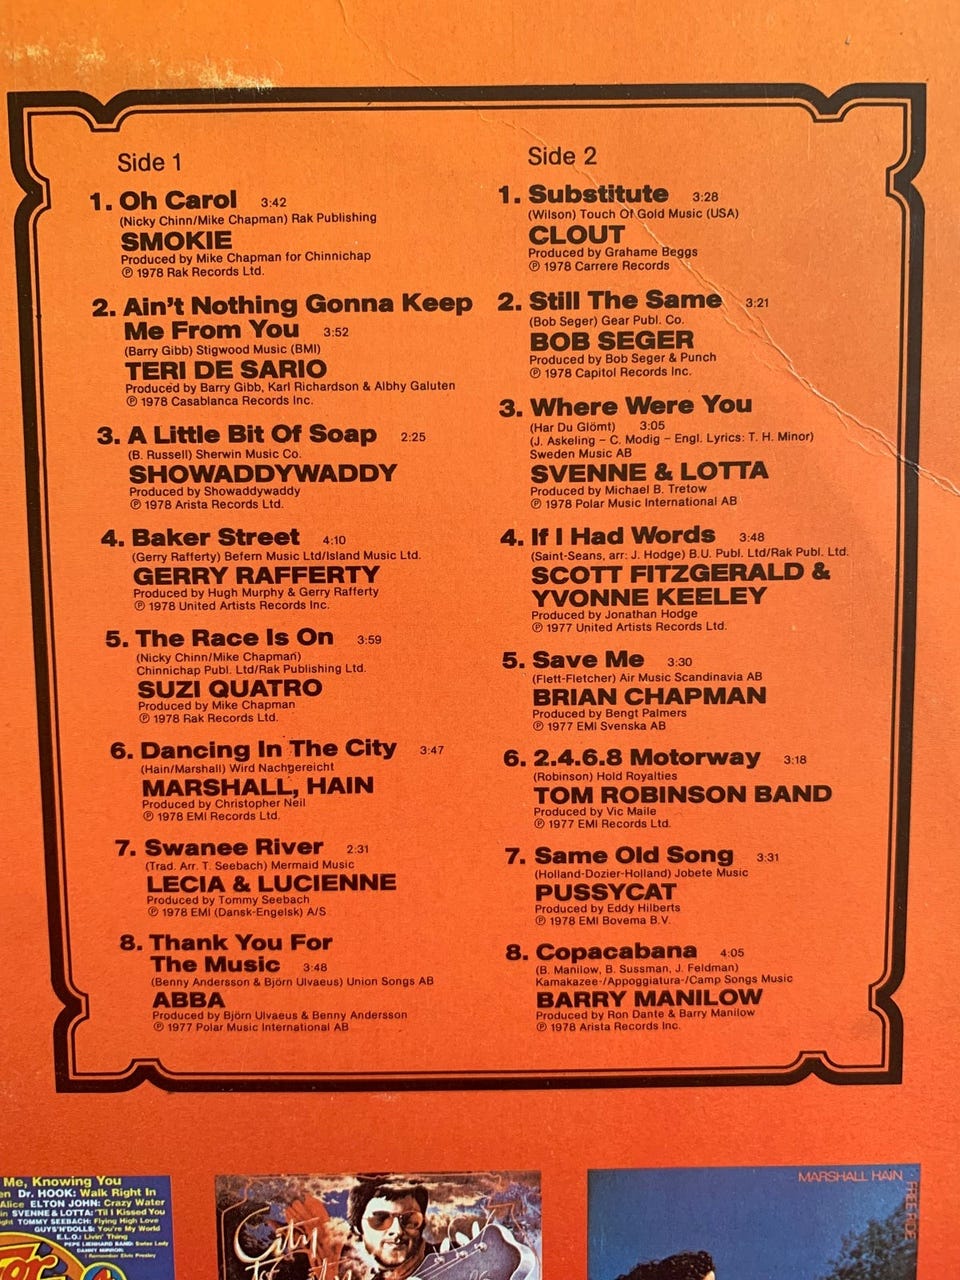 Side 1
1. Oh Carol 3:42
(Nicky Chinn/Mike Chapman) Rak Publishing
SMOKIE
Produced by Mike Chapman for Chinnichap
℗ 1978 Rak Records Ltd.
2. Ain't Nothing Gonna Keep
Me From You 3:52
(Barry Gibb) Stigwood Music (BMI)
TERI DE SARIO
Produced by Barry Gibb, Karl Richardson & Albhy Galuten
℗ 1978 Casablanca Records Inc.
3. A Little Bit Of Soap 2:25
(B. Russell) Sherwin Music Co.
SHOWADDYWADDY
Produced by Showaddywaddy
℗ 1978 Arista Records Ltd.
4. Baker Street 4:10
(Gerry Rafferty) Befern Music Ltd/Island Music Ltd.
GERRY RAFFERTY
Produced by Hugh Murphy & Gerry Rafferty
℗ 1978 United Artists Records Inc.
5. The Race Is On 3:59
(Nicky Chinn/Mike Chapman)
Chinnichap Publ. Ltd/Rak Publishing Ltd.
SUZI QUATRO
Produced by Mike Chapman
℗ 1978 Rak Records Ltd.
6. Dancing In The City 3:47
(Hain/Marshall) Wird Nachgereicht
MARSHALL, HAIN
Produced by Christopher Neil
℗ 1978 EMI Records Ltd.
7. Swanee River 2:31
(Trad. Arr. T. Seebach) Mermaid Music
LECIA & LUCIENNE
Produced by Tommy Seebach
℗ 1978 EMI (Dansk-Engelsk) A/S
8. Thank You For
The Music 3:48
(Benny Andersson & Björn Ulvaeus) Union Songs AB
ABBA
Produced by Björn Ulvaeus & Benny Andersson
℗ 1977 Polar Music International AB
Side 2
1. Substitute 3:28
(Wilson) Touch Of Gold Music (USA)
CLOUT
Produced by Grahame Beggs
℗ 1978 Carrere Records
2. Still The Same 3:21
(Bob Seger) Gear Publ. Co.
BOB SEGER
Produced by Bob Seger & Punch
℗ 1978 Capitol Records Inc.
3. Where Were You
(Har Du Glömt) 3:05
(J. Askeling – C. Modig – Engl. Lyrics: T. H. Minor)
Sweden Music AB
SVENNE & LOTTA
Produced by Michael B. Tretow
℗ 1978 Polar Music International AB
4. If I Had Words 3:48
(Saint-Seans, arr: J. Hodge) B.U. Publ. Ltd/Rak Publ. Ltd.
SCOTT FITZGERALD &
YVONNE KEELEY
Produced by Jonathan Hodge
℗ 1977 United Artists Records Ltd.
5. Save Me 3:30
(Flett-Fletcher) Air Music Scandinavia AB
BRIAN CHAPMAN
Produced by Bengt Palmers
℗ 1977 EMI Svenska AB
6. 2.4.6.8 Motorway 3:18
(Robinson) Hold Royalties
TOM ROBINSON BAND
Produced by Vic Maile
℗ 1977 EMI Records Ltd.
7. Same Old Song 3:31
(Holland-Dozier-Holland) Jobete Music
PUSSYCAT
Produced by Eddy Hilberts
℗ 1978 EMI Bovema B.V.
8. Copacabana 4:05
(B. Manilow, B. Sussman, J. Feldman)
Kamakazee-/Appoggiatura-/Camp Songs Music
BARRY MANILOW
Produced by Ron Dante & Barry Manilow
℗ 1978 Arista Records Inc.
Me, Knowing You
Dr. HOOK: Walk Right In
Alice ELTON JOHN: Crazy Water
SVENNE & LOTTA: 'Til I Kissed You
TOMMY SEEBACH: Flying High Love
GUYS'N'DOLLS: You're My World
E.L.O.: Livin' Thing
PEPE LIENHARD BAND: Swiss Lady
DANNY MIRROR:
I Remember Elvis Presley
City
MARSHALL HAIN
FREE RIDE